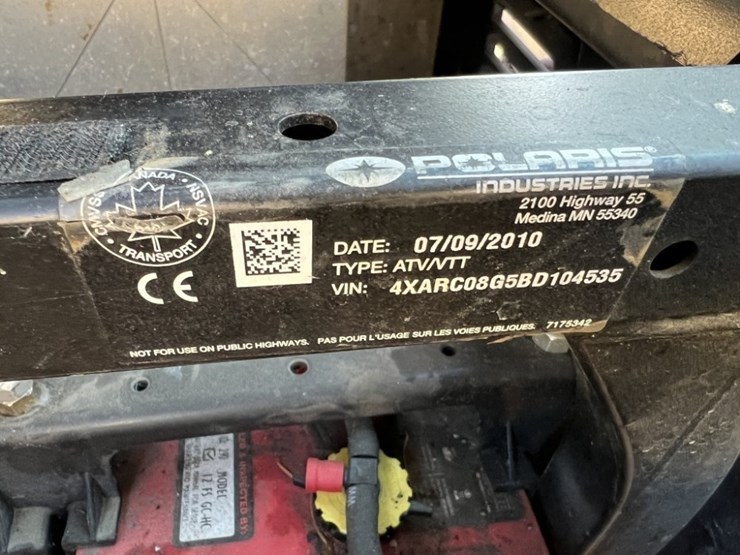 POLARIS
INDUSTRIES INC.
2100 Highway 55
Medina MN 55340
CANADA
NSVAC
TRANSPORT
DATE: 07/09/2010
TYPE: ATV/VTT
VIN: 4XARC08G5BD104535
CE
NOT FOR USE ON PUBLIC HIGHWAYS. PAS POUR L'USAGE SUR LES VOIES PUBLIQUES. 7175342
MODEL